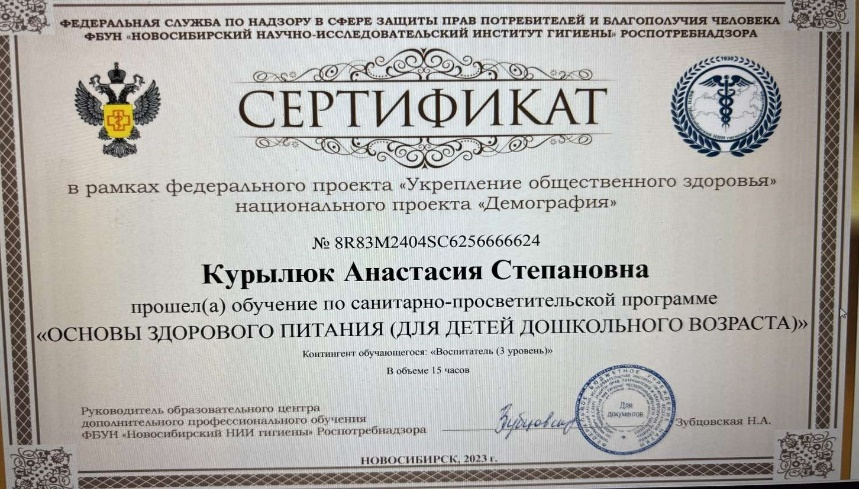 ФЕДЕРАЛЬНАЯ СЛУЖБА ПО НАДЗОРУ В СФЕРЕ ЗАЩИТЫ ПРАВ ПОТРЕБИТЕЛЕЙ И БЛАГОПОЛУЧИЯ ЧЕЛОВЕКА
ФБУН «НОВОСИБИРСКИЙ НАУЧНО-ИССЛЕДОВАТЕЛЬСКИЙ ИНСТИТУТ ГИГИЕНЫ» РОСПОТРЕБНАДЗОРА
СЕРТИФИКАТ
1930
в рамках федерального проекта «Укрепление общественного здоровья»
национального проекта «Демография»
№ 8R83M2404SC6256666624
Курылюк Анастасия Степановна
прошел(а) обучение по санитарно-просветительской программе
«ОСНОВЫ ЗДОРОВОГО ПИТАНИЯ (ДЛЯ ДЕТЕЙ ДОШКОЛЬНОГО ВОЗРАСТА)»
Контингент обучающегося: «Воспитатель (3 уровень)»
В объеме 15 часов
Руководитель образовательного центра
дополнительного профессионального обучения
ФБУН «Новосибирский НИИ гигиены» Роспотребнадзора
Для
документов
Зубцовская Н.А.
НОВОСИБИРСК, 2023 г.